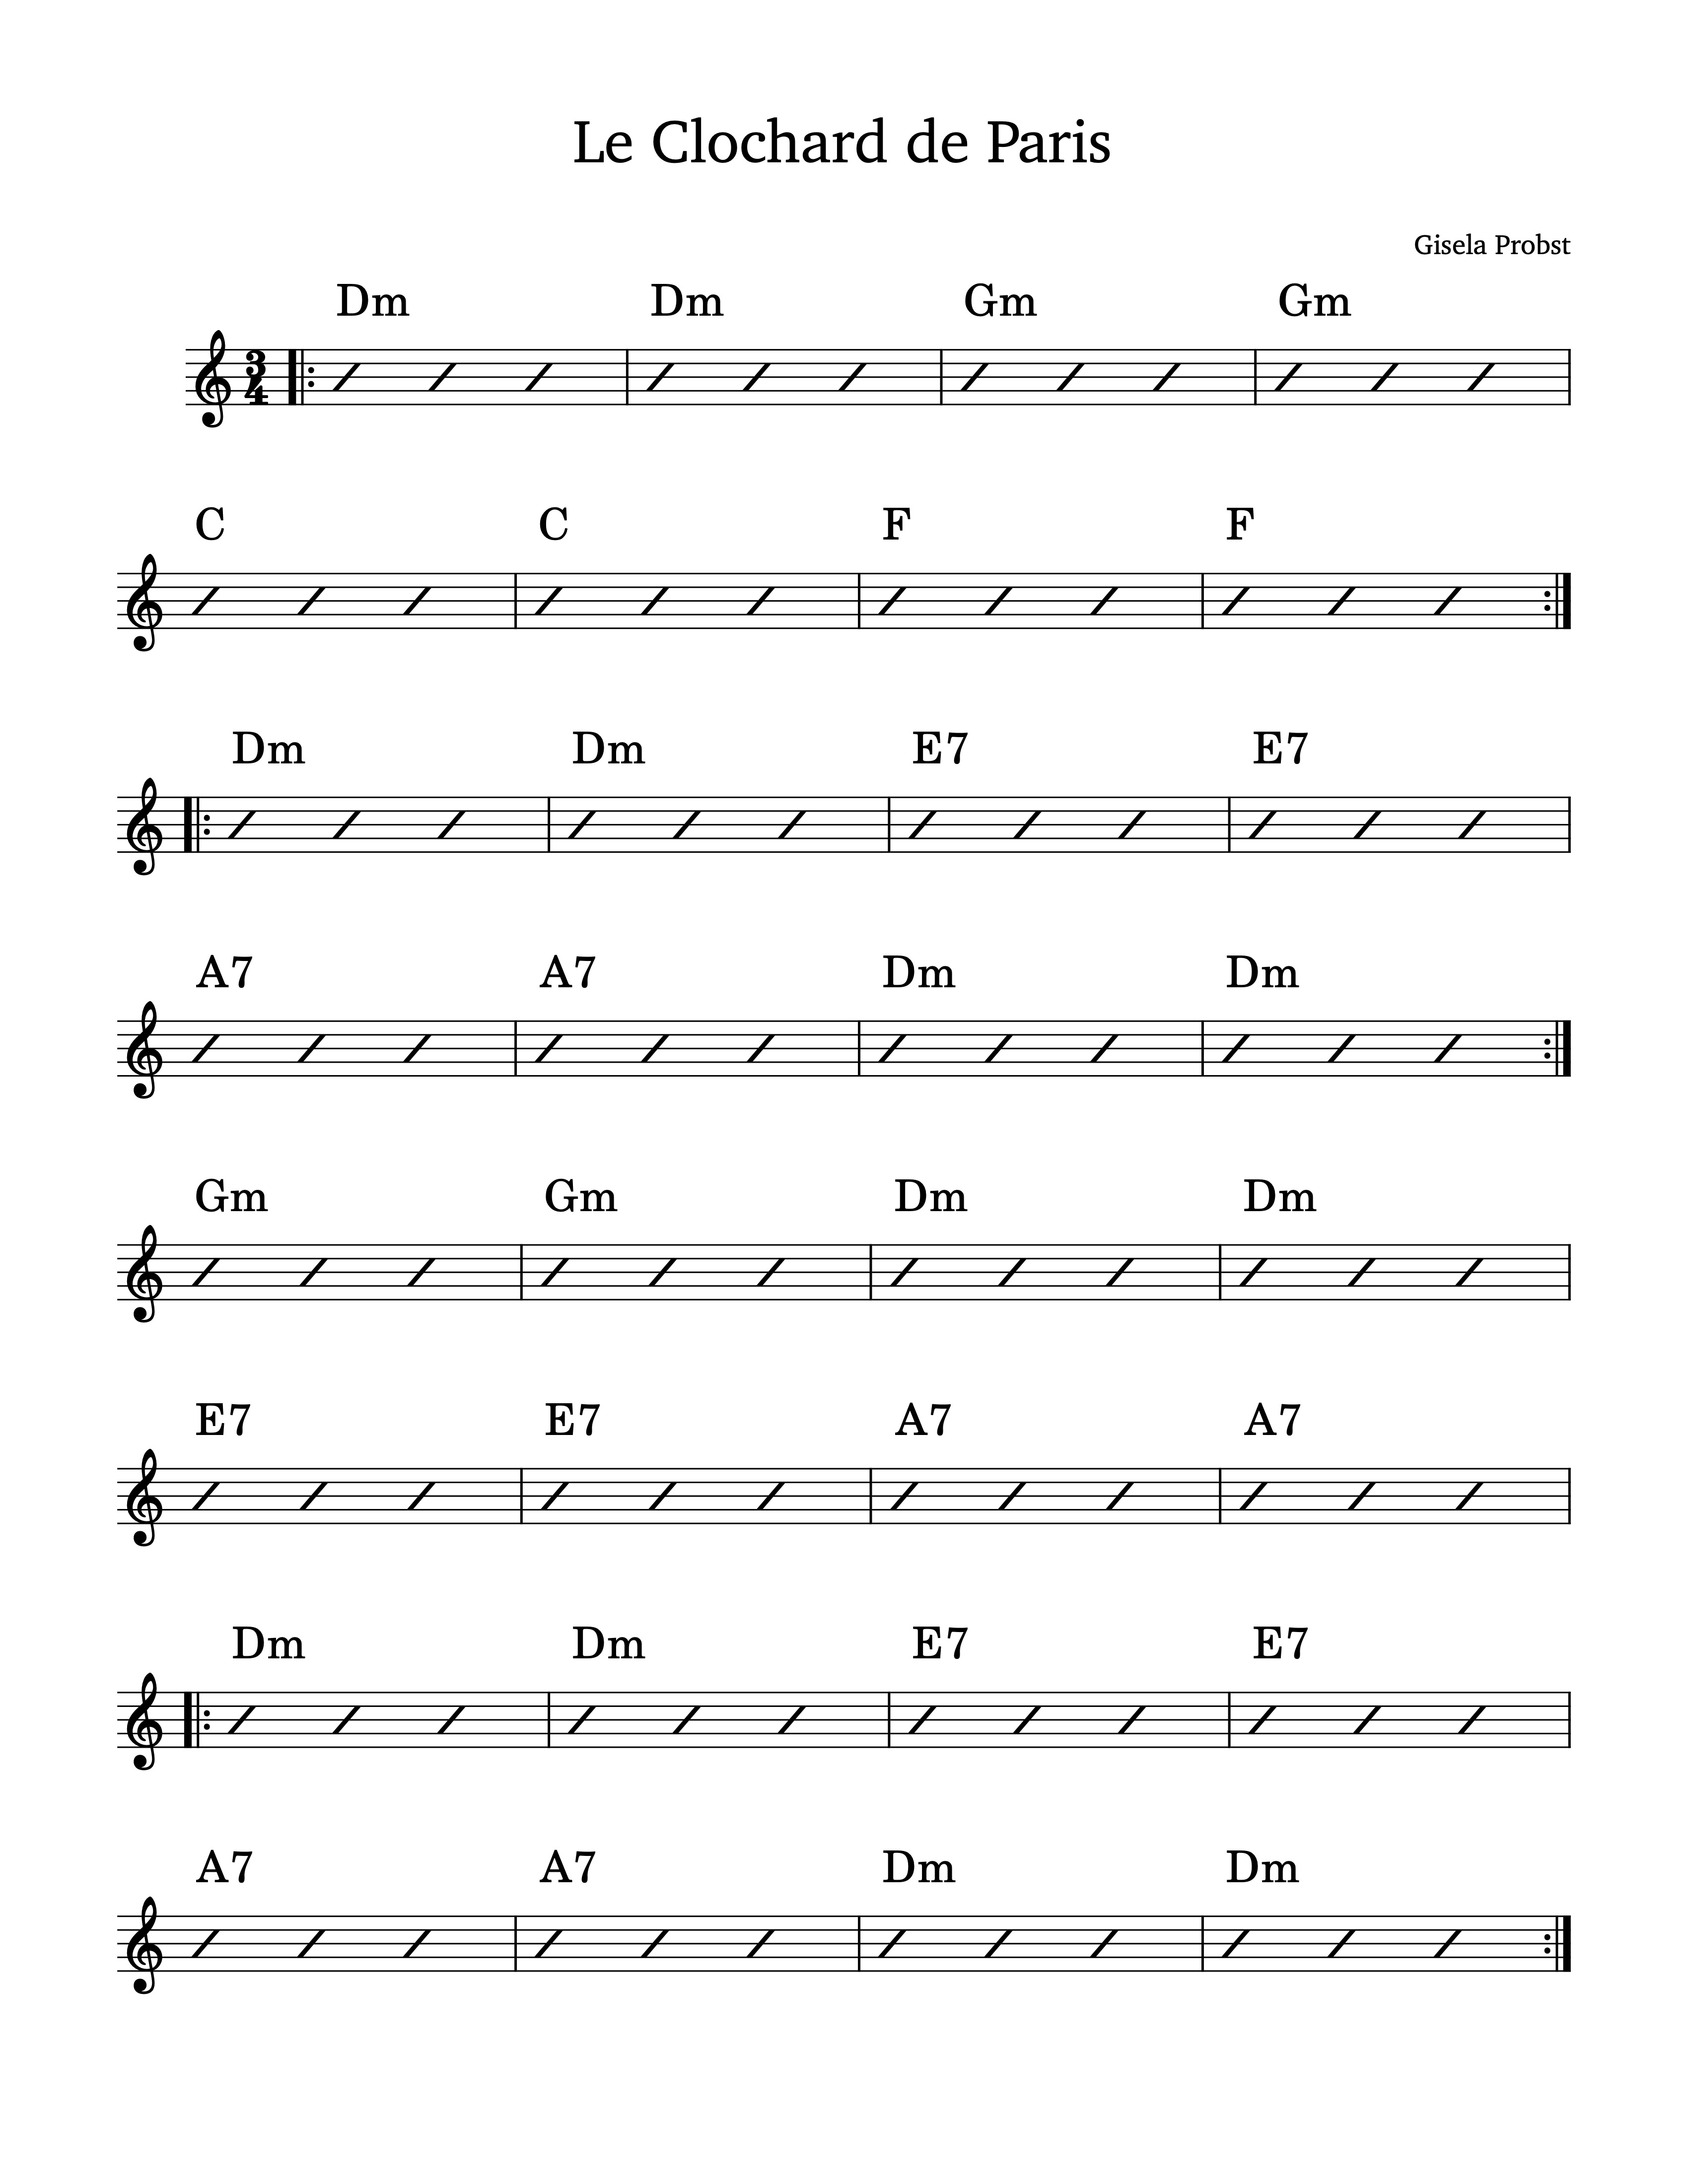 Le Clochard de Paris
Gisela Probst
Dm Dm Gm Gm
3
4
C C F F
Dm Dm E7 E7
A7 A7 Dm Dm
Gm Gm Dm Dm
E7 E7 A7 A7
Dm Dm E7 E7
A7 A7 Dm Dm